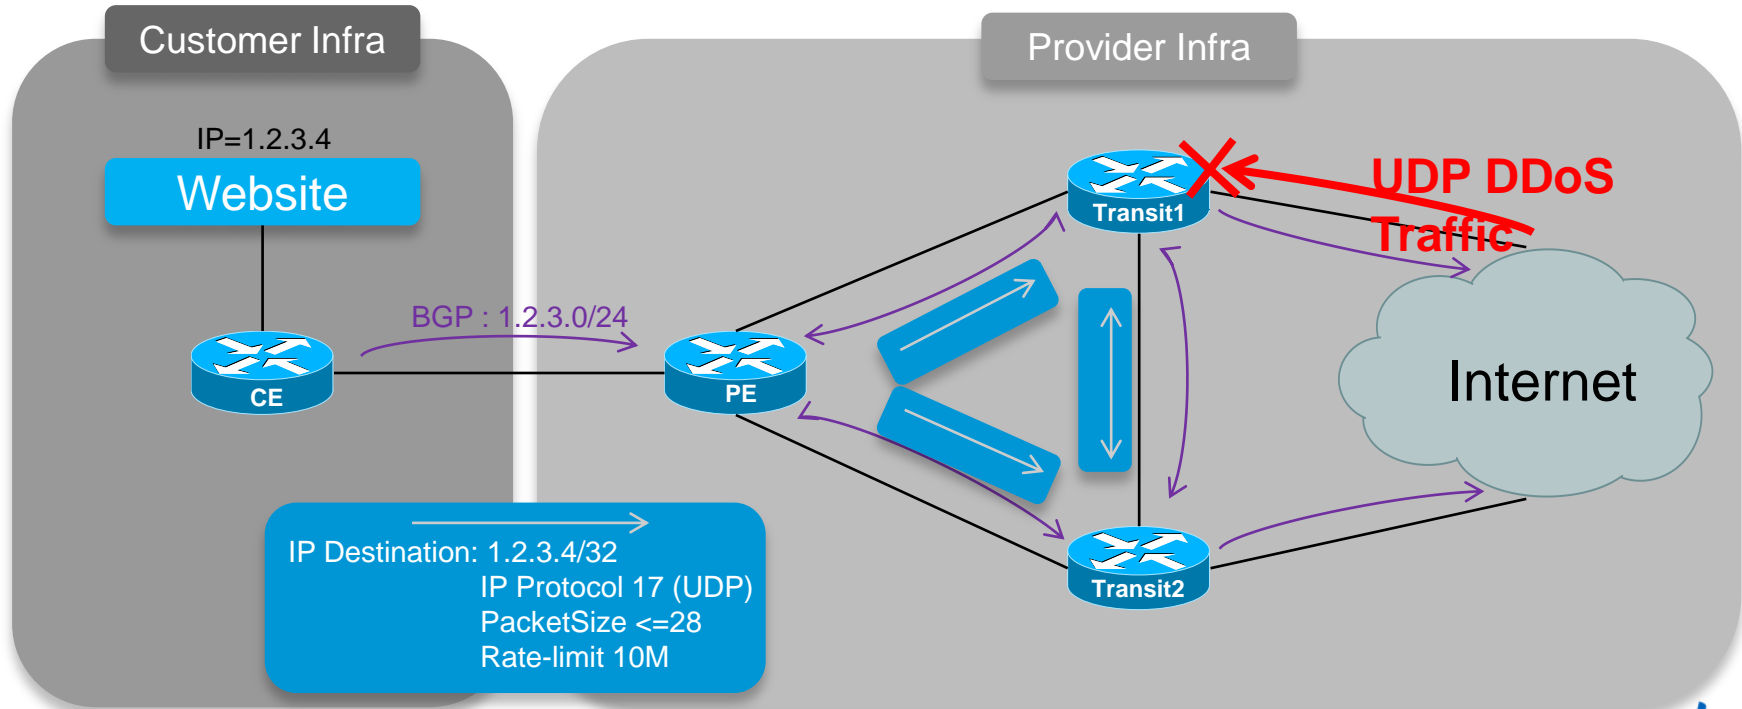 Customer Infra
Provider Infra
IP=1.2.3.4
Website
UDP DDoS
Traffic
Transit1
BGP : 1.2.3.0/24
CE
PE
Internet
IP Destination: 1.2.3.4/32
IP Protocol 17 (UDP)
PacketSize <=28
Rate-limit 10M
Transit2